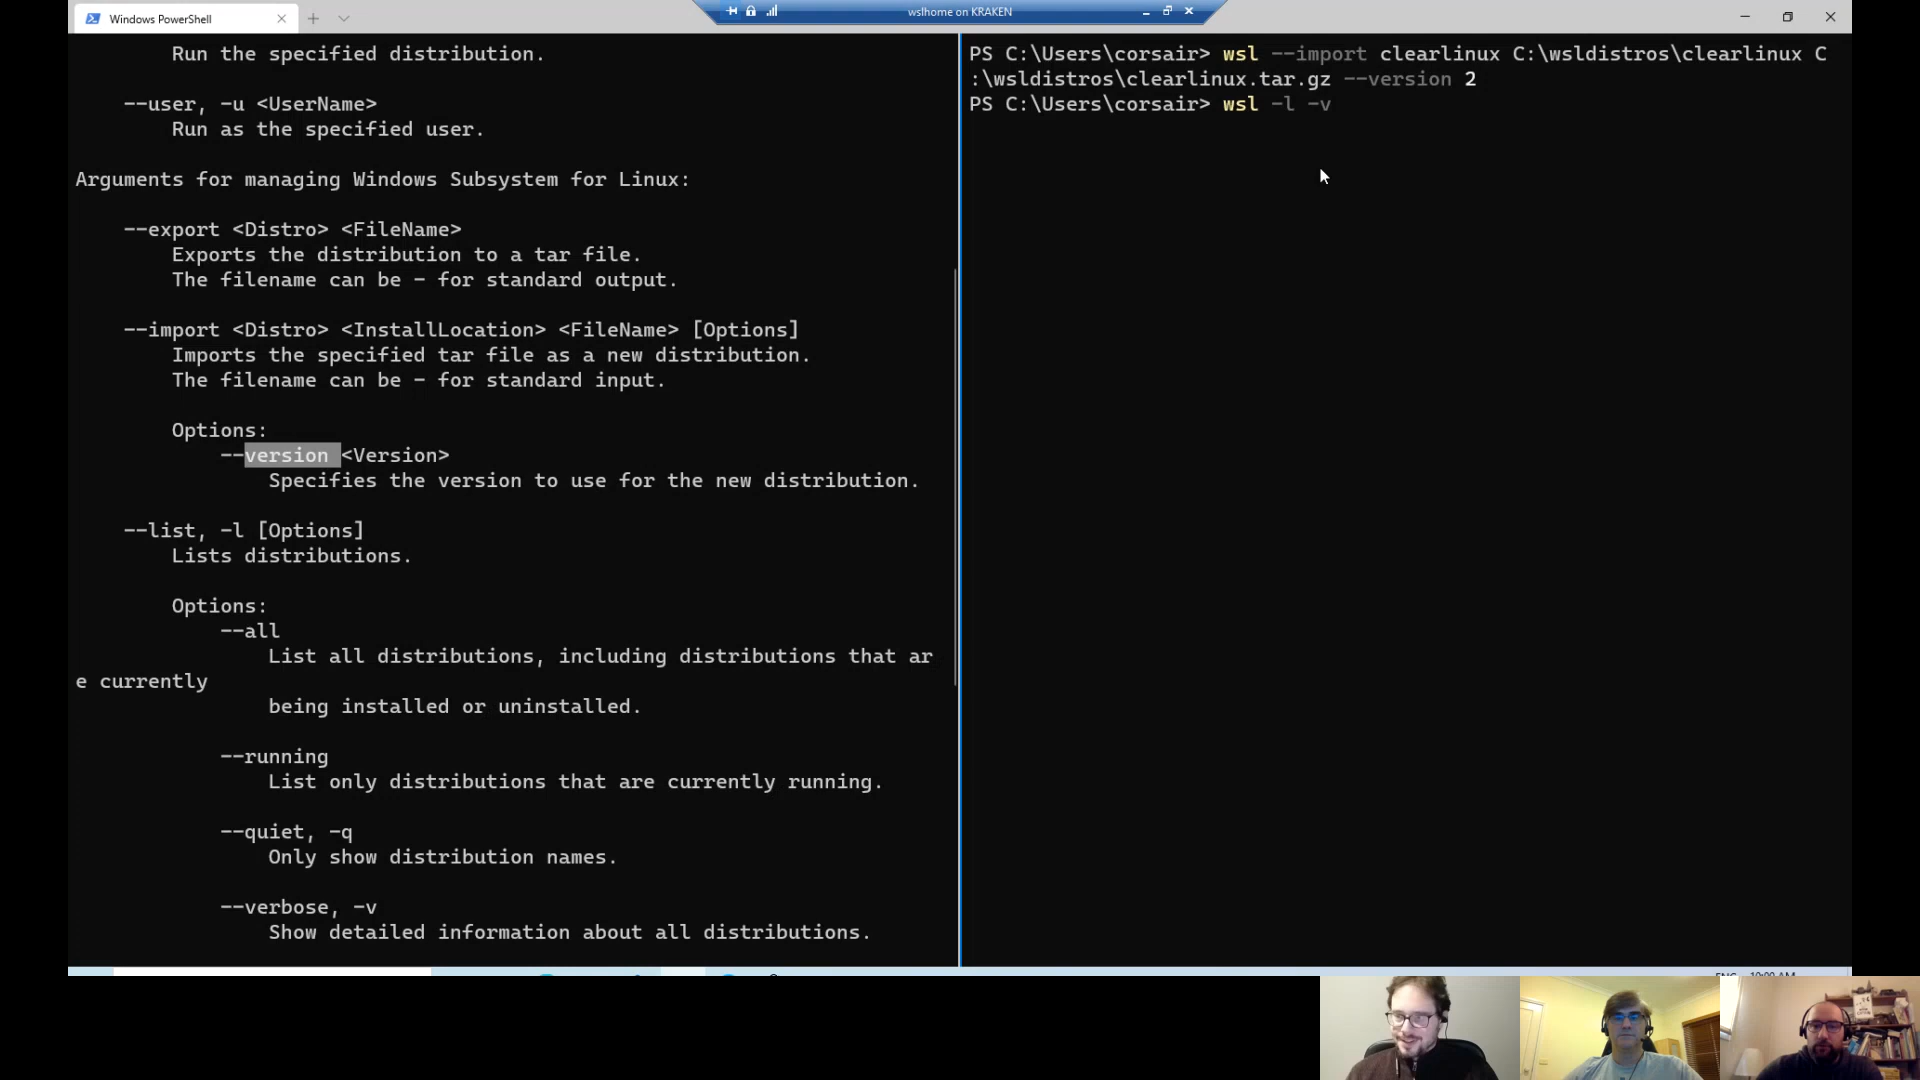 Windows PowerShell
wslhome on KRAKEN
Run the specified distribution.
--user, -u <UserName>
Run as the specified user.
Arguments for managing Windows Subsystem for Linux:
--export <Distro> <FileName>
Exports the distribution to a tar file.
The filename can be - for standard output.
--import <Distro> <InstallLocation> <FileName> [Options]
Imports the specified tar file as a new distribution.
The filename can be - for standard input.
Options:
--version <Version>
Specifies the version to use for the new distribution.
--list, -l [Options]
Lists distributions.
Options:
--all
List all distributions, including distributions that ar
e currently
being installed or uninstalled.
--running
List only distributions that are currently running.
--quiet, -q
Only show distribution names.
--verbose, -v
Show detailed information about all distributions.
PS C:\Users\corsair> wsl --import clearlinux C:\wsldistros\clearlinux C
:\wsldistros\clearlinux.tar.gz --version 2
PS C:\Users\corsair> wsl -l -v